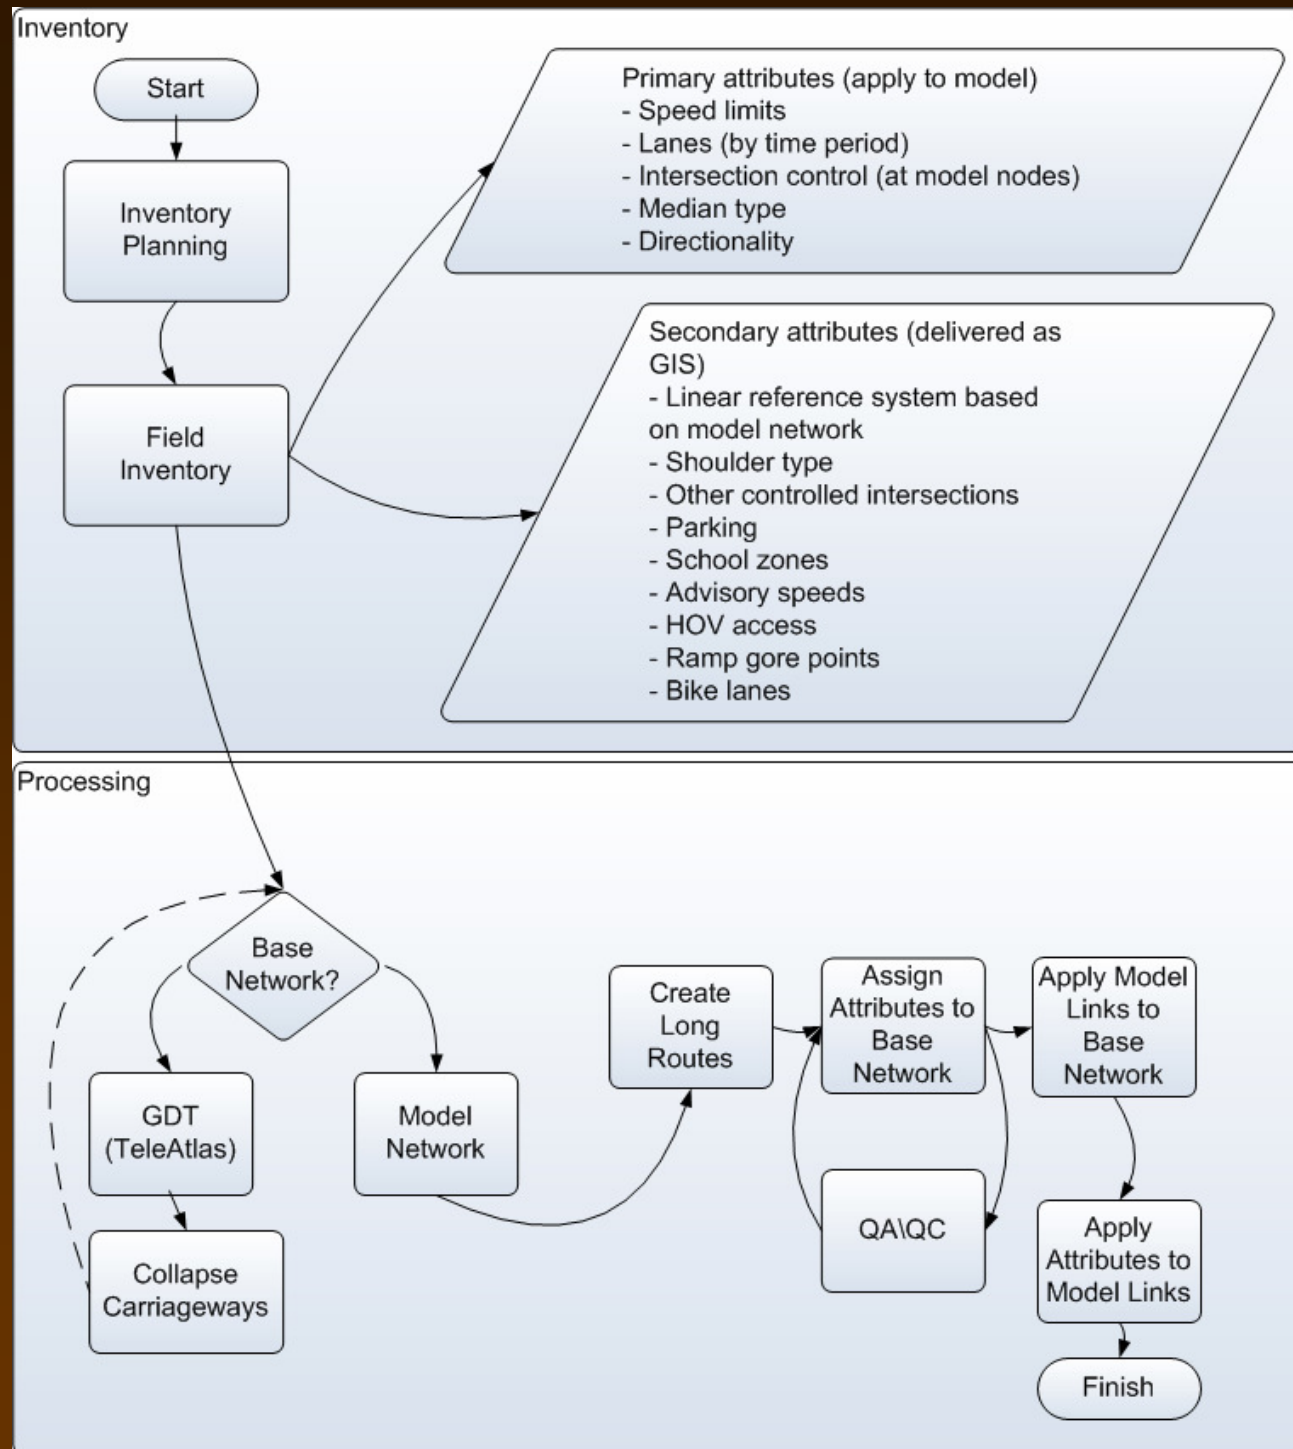 Inventory
Start
Inventory
Planning
Field
Inventory
Primary attributes (apply to model)
- Speed limits
- Lanes (by time period)
- Intersection control (at model nodes)
- Median type
- Directionality
Secondary attributes (delivered as
GIS)
- Linear reference system based
on model network
- Shoulder type
- Other controlled intersections
- Parking
- School zones
- Advisory speeds
- HOV access
- Ramp gore points
- Bike lanes
Processing
Base
Network?
GDT
(TeleAtlas)
Collapse
Carriageways
Model
Network
Create
Long
Routes
Assign
Attributes to
Base
Network
QA\QC
Apply Model
Links to
Base
Network
Apply
Attributes to
Model Links
Finish